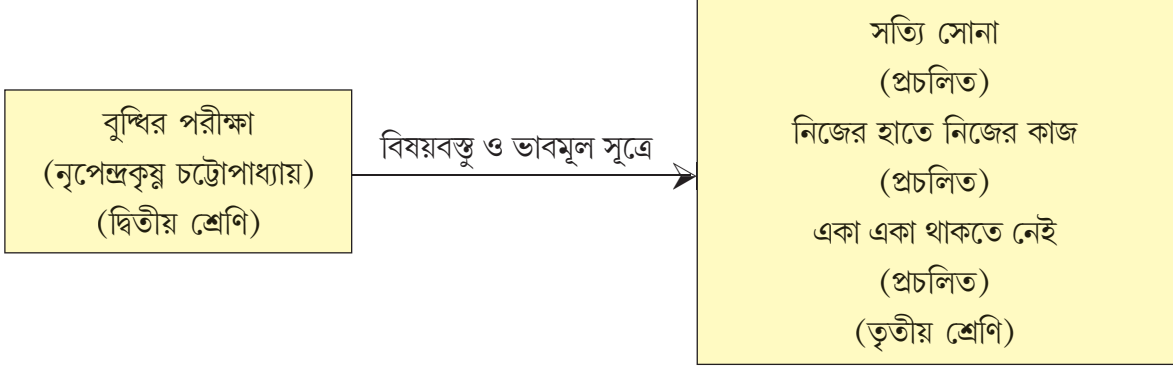 বুদ্ধির পরীক্ষা
(নৃপেন্দ্রকৃষ্ণ চট্টোপাধ্যায়)
(দ্বিতীয় শ্রেণি)
বিষয়বস্তু ও ভাবমূল সূত্রে
সত্যি সোনা
(প্রচলিত)
নিজের হাতে নিজের কাজ
(প্রচলিত)
একা একা থাকতে নেই
(প্রচলিত)
(তৃতীয় শ্রেণি)